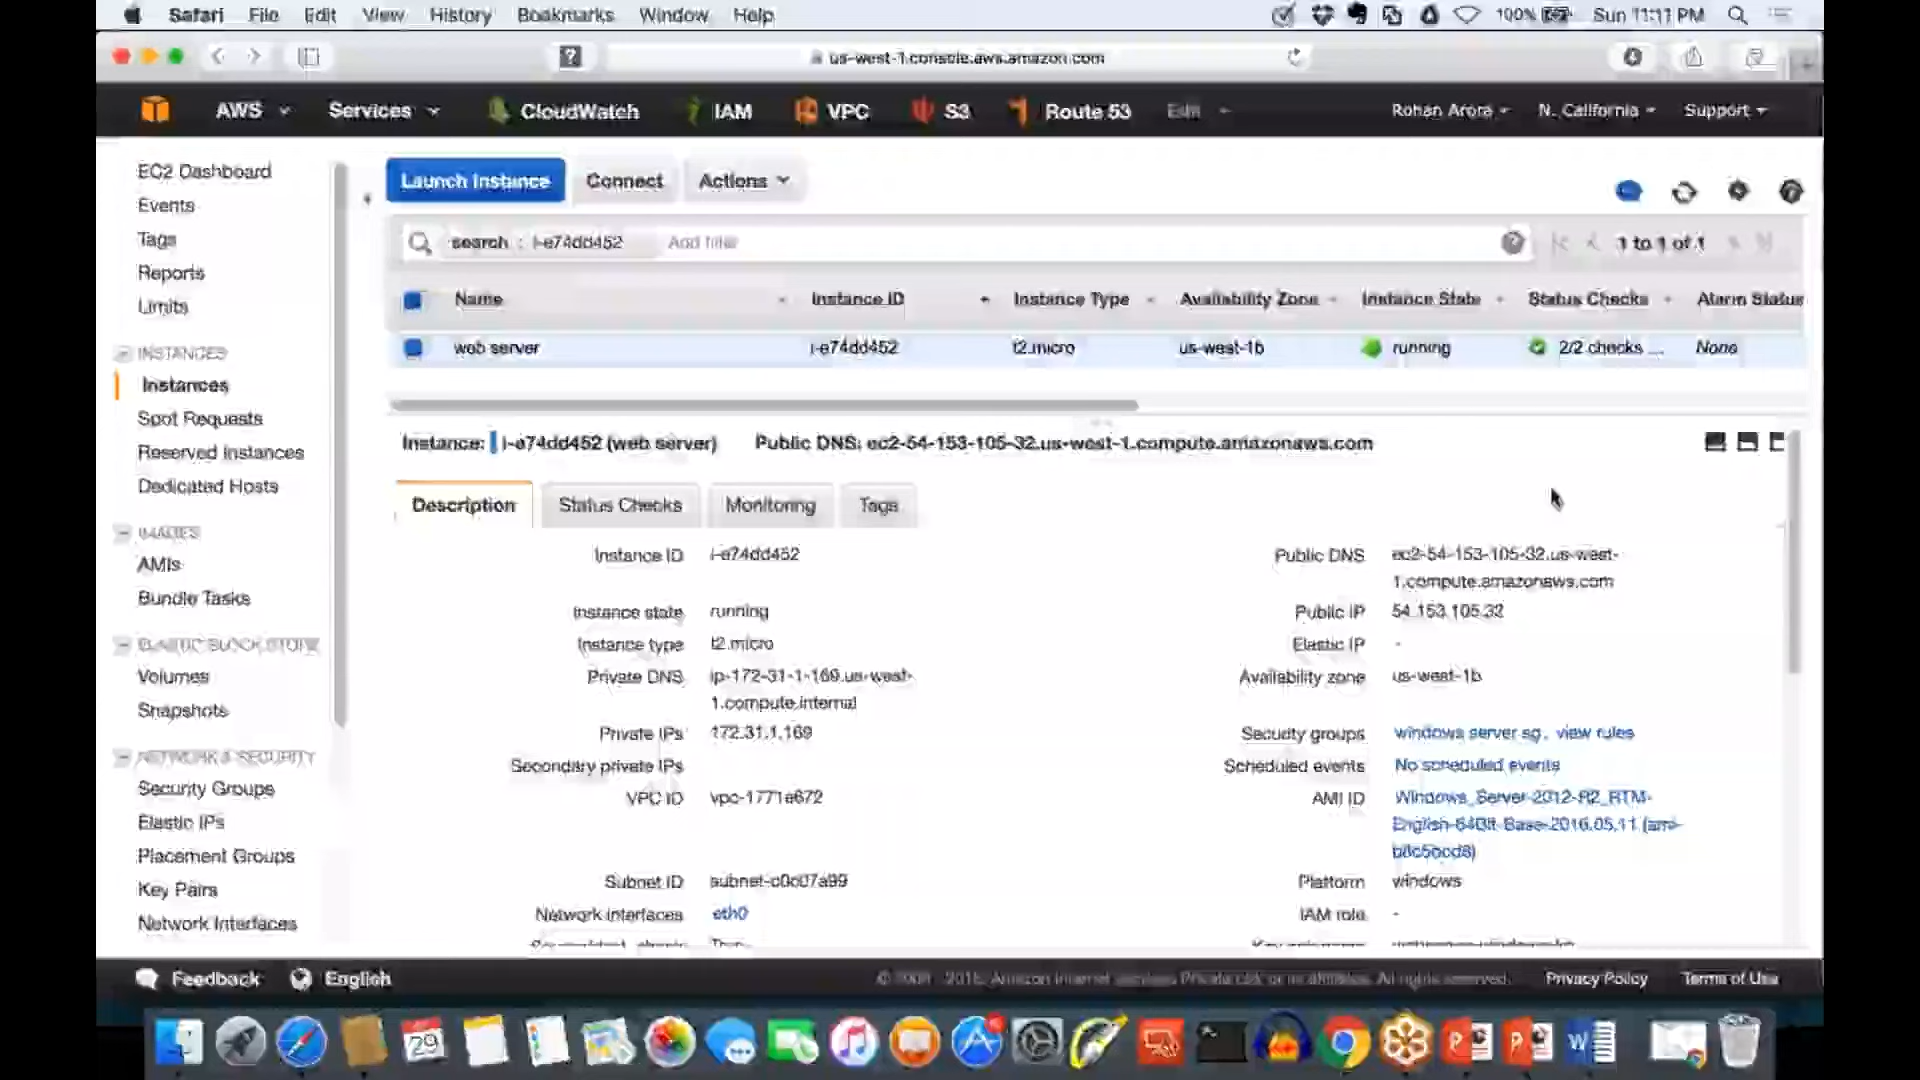 Safari File Edit View History Bookmarks Window Help 100% Sun 11:11 PM
us-west-1.console.aws.amazon.com
AWS Services CloudWatch IAM VPC S3 Route 53 Edit Rohan Arora N. California Support
EC2 Dashboard
Events
Tags
Reports
Limits
INSTANCES
Instances
Spot Requests
Reserved Instances
Dedicated Hosts
IMAGES
AMIs
Bundle Tasks
ELASTIC BLOCK STORE
Volumes
Snapshots
NETWORK & SECURITY
Security Groups
Elastic IPs
Placement Groups
Key Pairs
Network Interfaces
Launch Instance Connect Actions
search : i-e74dd452 Add filter 1 to 1 of 1
Name Instance ID Instance Type Availability Zone Instance State Status Checks Alarm Status
web server i-e74dd452 t2.micro us-west-1b running 2/2 checks ... None
Instance: i-e74dd452 (web server) Public DNS: ec2-54-153-105-32.us-west-1.compute.amazonaws.com
Description Status Checks Monitoring Tags
Instance ID i-e74dd452
Instance state running
Instance type t2.micro
Private DNS ip-172-31-1-169.us-west-
1.compute.internal
Private IPs 172.31.1.169
Secondary private IPs
VPC ID vpc-1771e672
Subnet ID
Network interfaces eth0
Public DNS ec2-54-153-105-32.us-west-
1.compute.amazonaws.com
Public IP 54.153.105.32
Elastic IP -
Availability zone us-west-1b
Security groups windows server sg. view rules
Scheduled events No scheduled events
AMI ID Windows_Server-2012-R2_RTM-
English-64Bit-Base-2016.05.11 (ami-
Platform windows
IAM role -
Feedback English
Privacy Policy Terms of Use
29